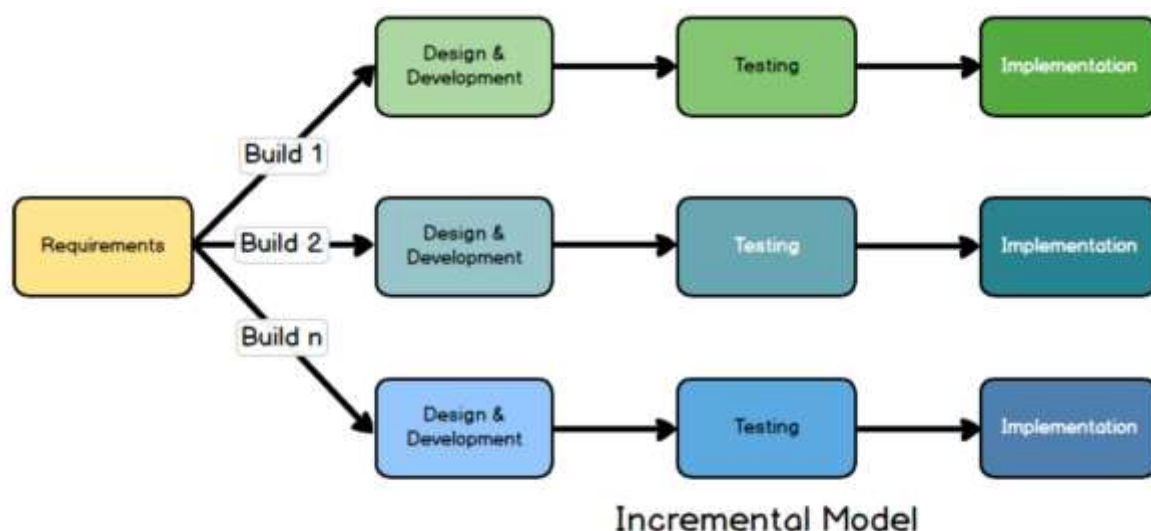 Design &
Development
Testing
Implementation
Build 1
Requirements
Build 2
Design &
Development
Testing
Implementation
Build n
Design &
Development
Testing
Implementation
Incremental Model